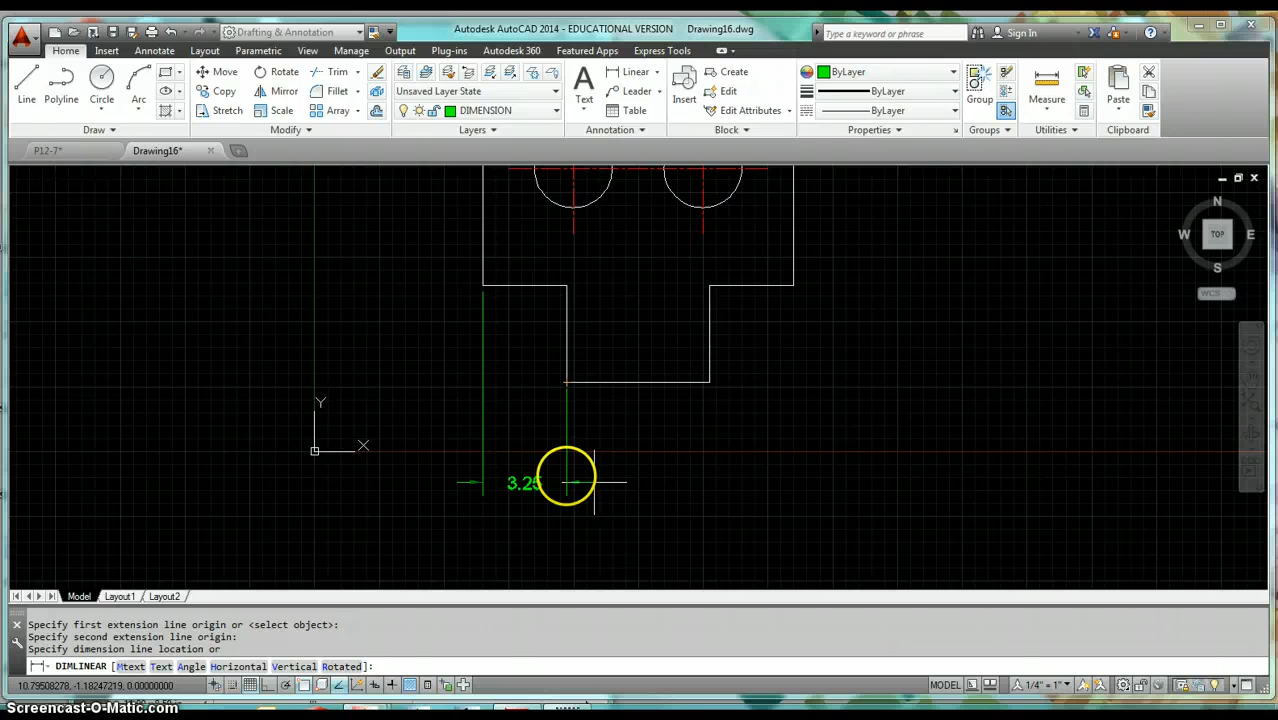 Autodesk AutoCAD 2014 - EDUCATIONAL VERSION Drawing16.dwg
Drafting & Annotation
Type a keyword or phrase
Sign In
Home Insert Annotate Layout Parametric View Manage Output Plug-ins Autodesk 360 Featured Apps Express Tools
Line Polyline Circle Arc
Move Rotate Trim
Copy Mirror Fillet
Stretch Scale Array
Unsaved Layer State
DIMENSION
Text
Linear
Leader
Table
Insert
Create
Edit
Edit Attributes
ByLayer
ByLayer
ByLayer
Group
Measure
Paste
Draw Modify Layers Annotation Block Properties Groups Utilities Clipboard
P12-7* Drawing16*
N
W TOP E
S
WCS
Y
X
3.25
Model Layout1 Layout2
Specify first extension line origin or <select object>:
Specify second extension line origin:
Specify dimension line location or
DIMLINEAR [Mtext Text Angle Horizontal Vertical Rotated]:
10.79508278, -1.18247219, 0.00000000
MODEL
1/4" = 1"
Screencast-O-Matic.com